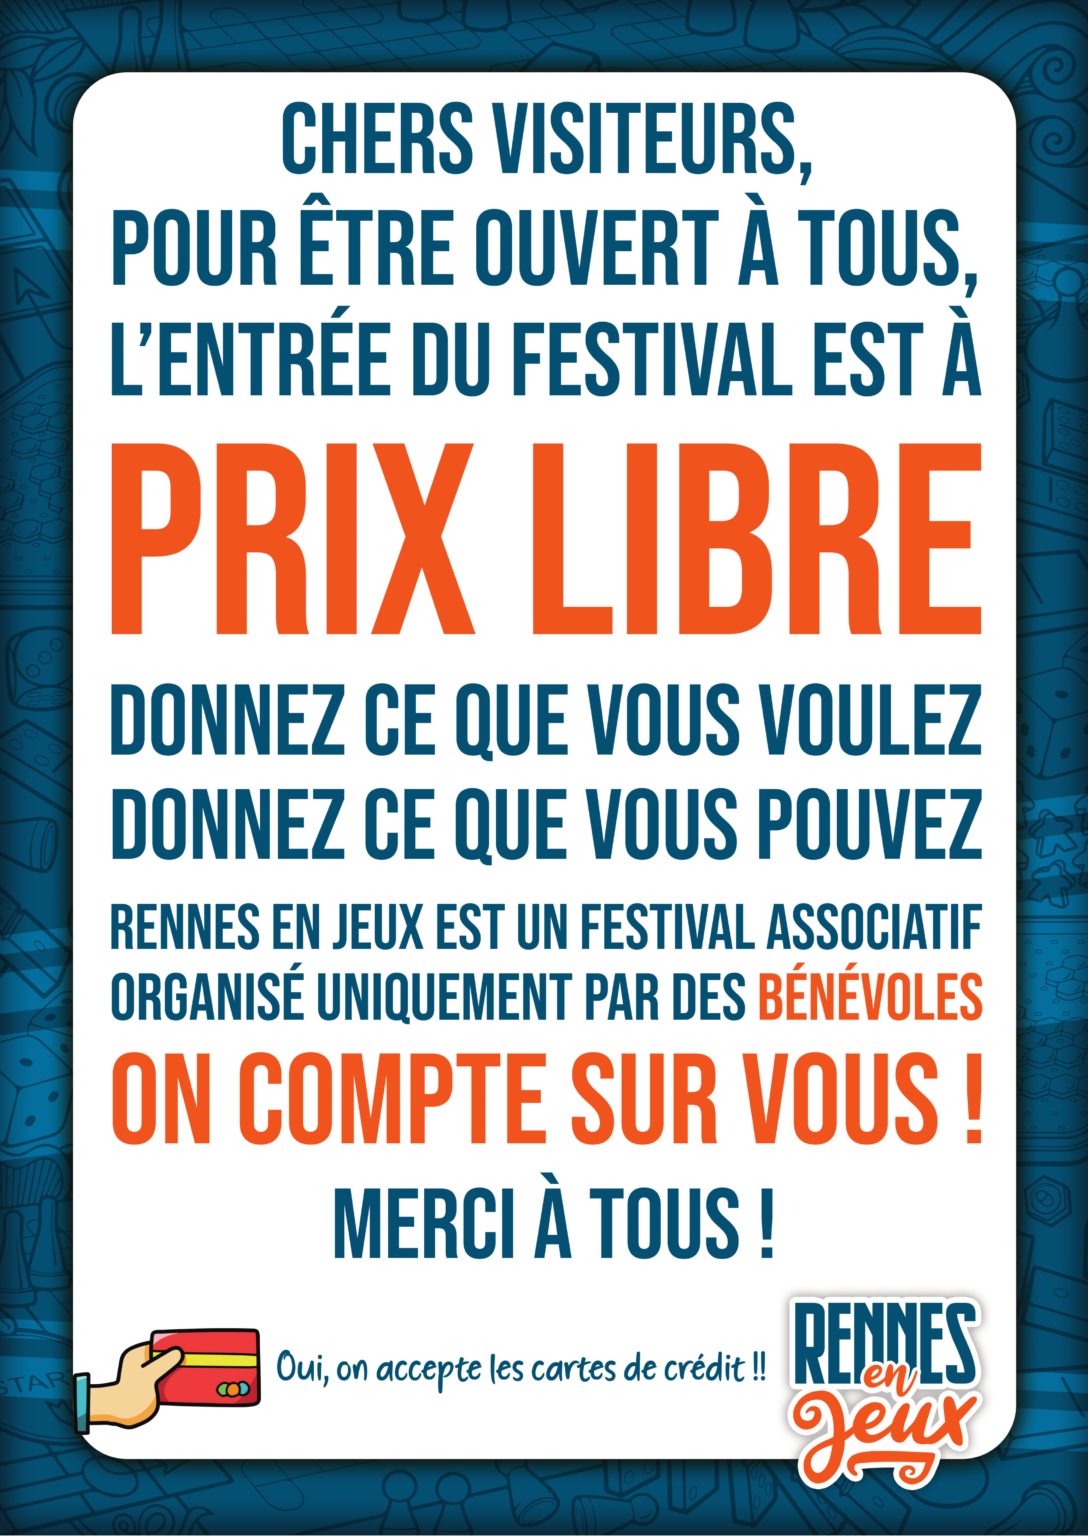 CHERS VISITEURS,
POUR ÊTRE OUVERT À TOUS,
L'ENTRÉE DU FESTIVAL EST À
PRIX LIBRE
DONNEZ CE QUE VOUS VOULEZ
DONNEZ CE QUE VOUS POUVEZ
RENNES EN JEUX EST UN FESTIVAL ASSOCIATIF
ORGANISÉ UNIQUEMENT PAR DES BÉNÉVOLES
ON COMPTE SUR VOUS !
MERCI À TOUS !
Oui, on accepte les cartes de crédit !!
RENNES
en
Jeux
START